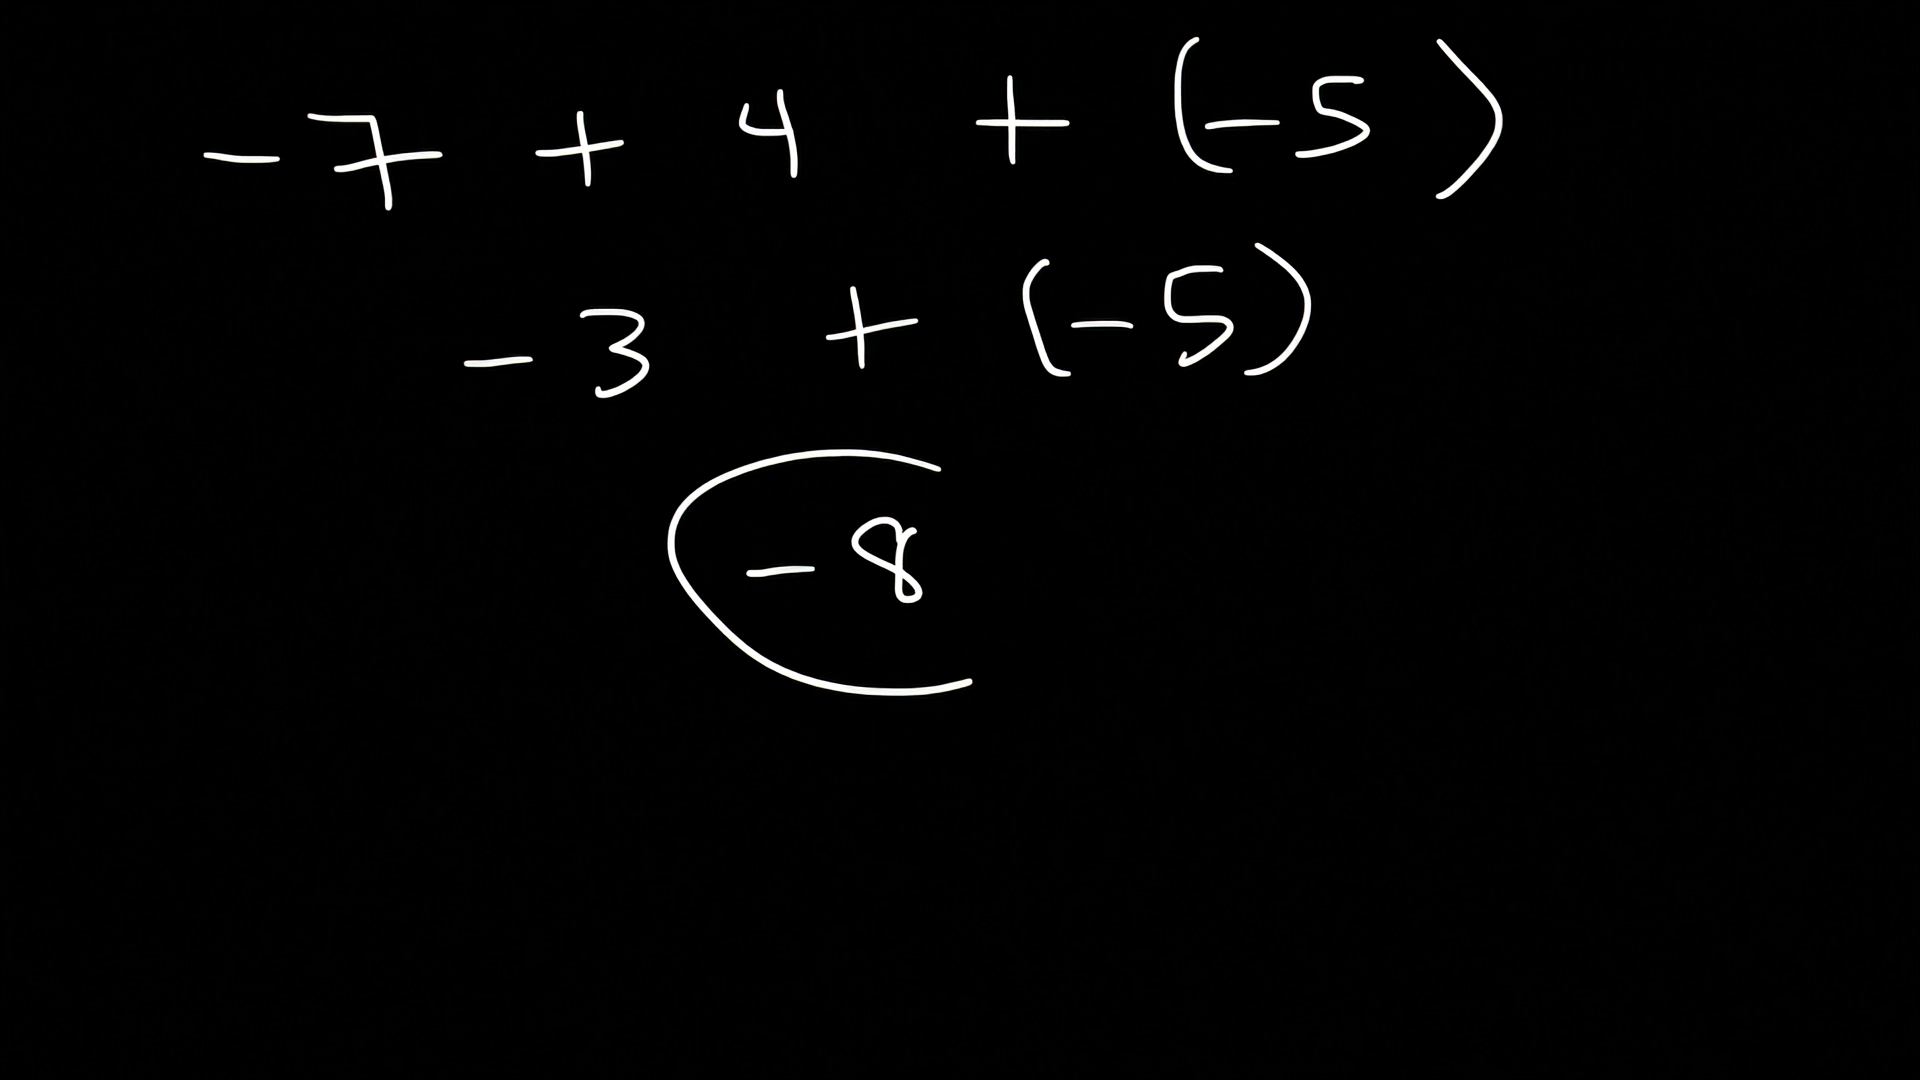 -7 + 4 + (-5)
-3 + (-5)
-8